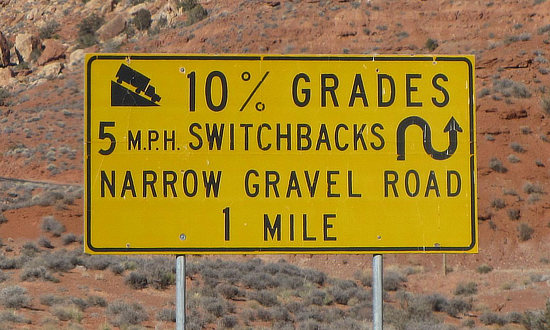 10% GRADES
5 M.P.H. SWITCHBACKS
NARROW GRAVEL ROAD
1 MILE